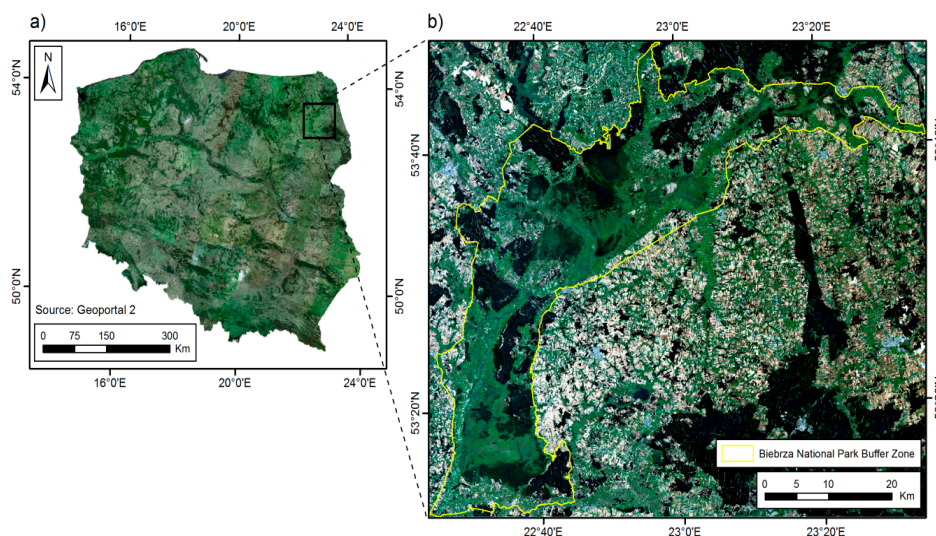 a)
16°0'E
20°0'E
24°0'E
N
54°0'N
54°0'N
50°0'N
50°0'N
Source: Geoportal 2
0 75 150 300
Km
16°0'E
20°0'E
24°0'E
b)
22°40'E
23°0'E
23°20'E
53°40'N
53°20'N
Biebrza National Park Buffer Zone
0 5 10 20
Km
22°40'E
23°0'E
23°20'E